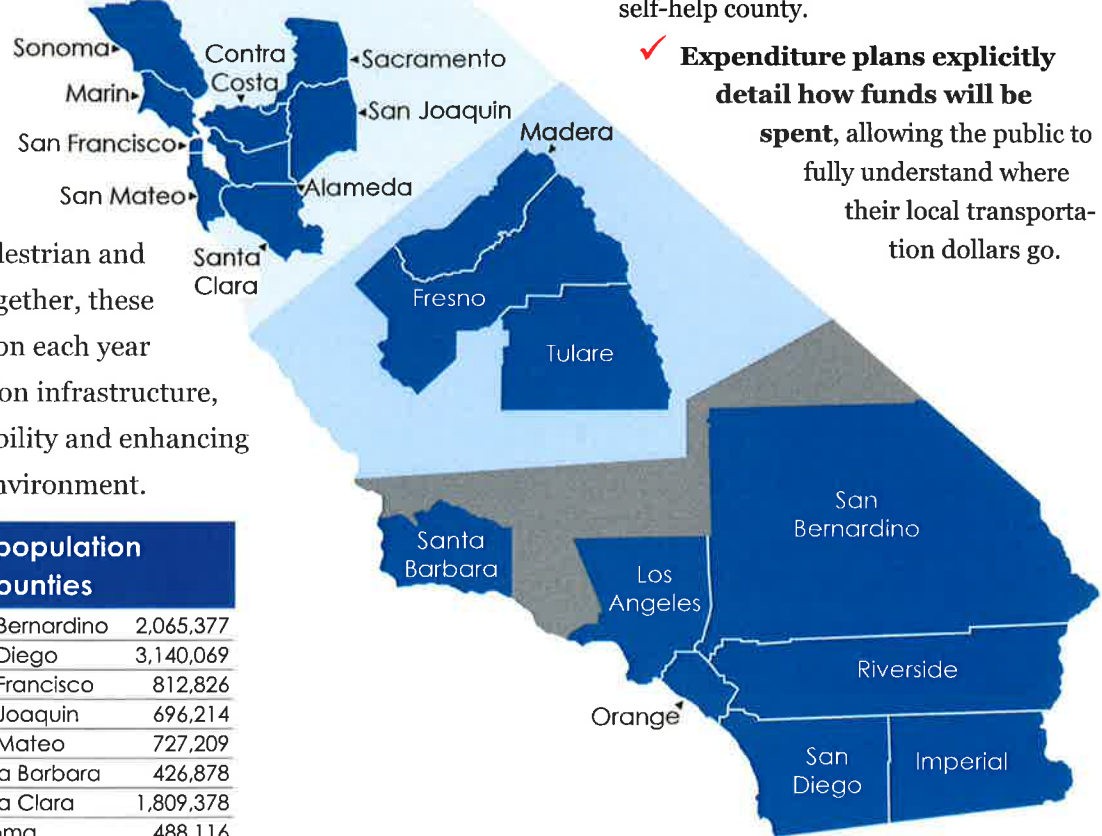 self-help county.
✓ Expenditure plans explicitly
detail how funds will be
spent, allowing the public to
fully understand where
their local transporta-
tion dollars go.
Sonoma
Contra
Costa
Sacramento
Marin
San Joaquin
San Francisco
Madera
San Mateo
Alameda
Santa
Clara
Fresno
Tulare
gether, these
on each year
on infrastructure,
bility and enhancing
San
Bernardino
Santa
Barbara
Los
Angeles
Riverside
Orange
San
Diego
Imperial
population
Bernardino 2,065,377
Diego 3,140,069
Francisco 812,826
Joaquin 696,214
Mateo 727,209
a Barbara 426,878
a Clara 1,809,378
oma 488,116